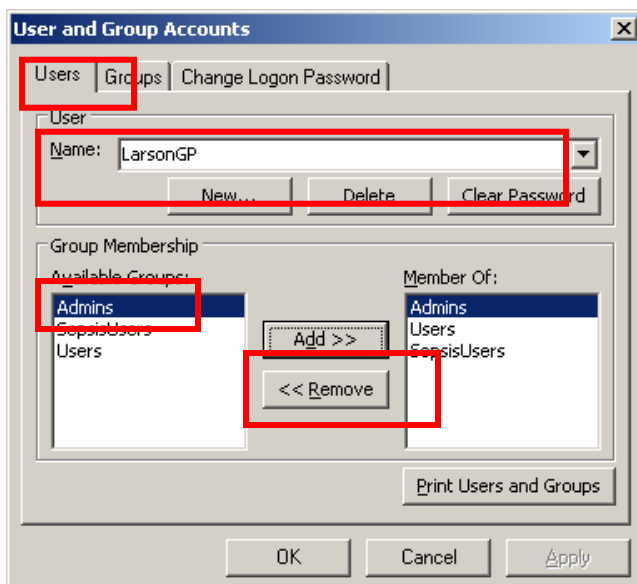 User and Group Accounts
Users Groups Change Logon Password
User
Name: LarsonGP
New... Delete Clear Password
Group Membership
Available Groups: Member Of:
Admins Admins
SepsisUsers Users
Users SepsisUsers
Add >>
<< Remove
Print Users and Groups
OK Cancel Apply